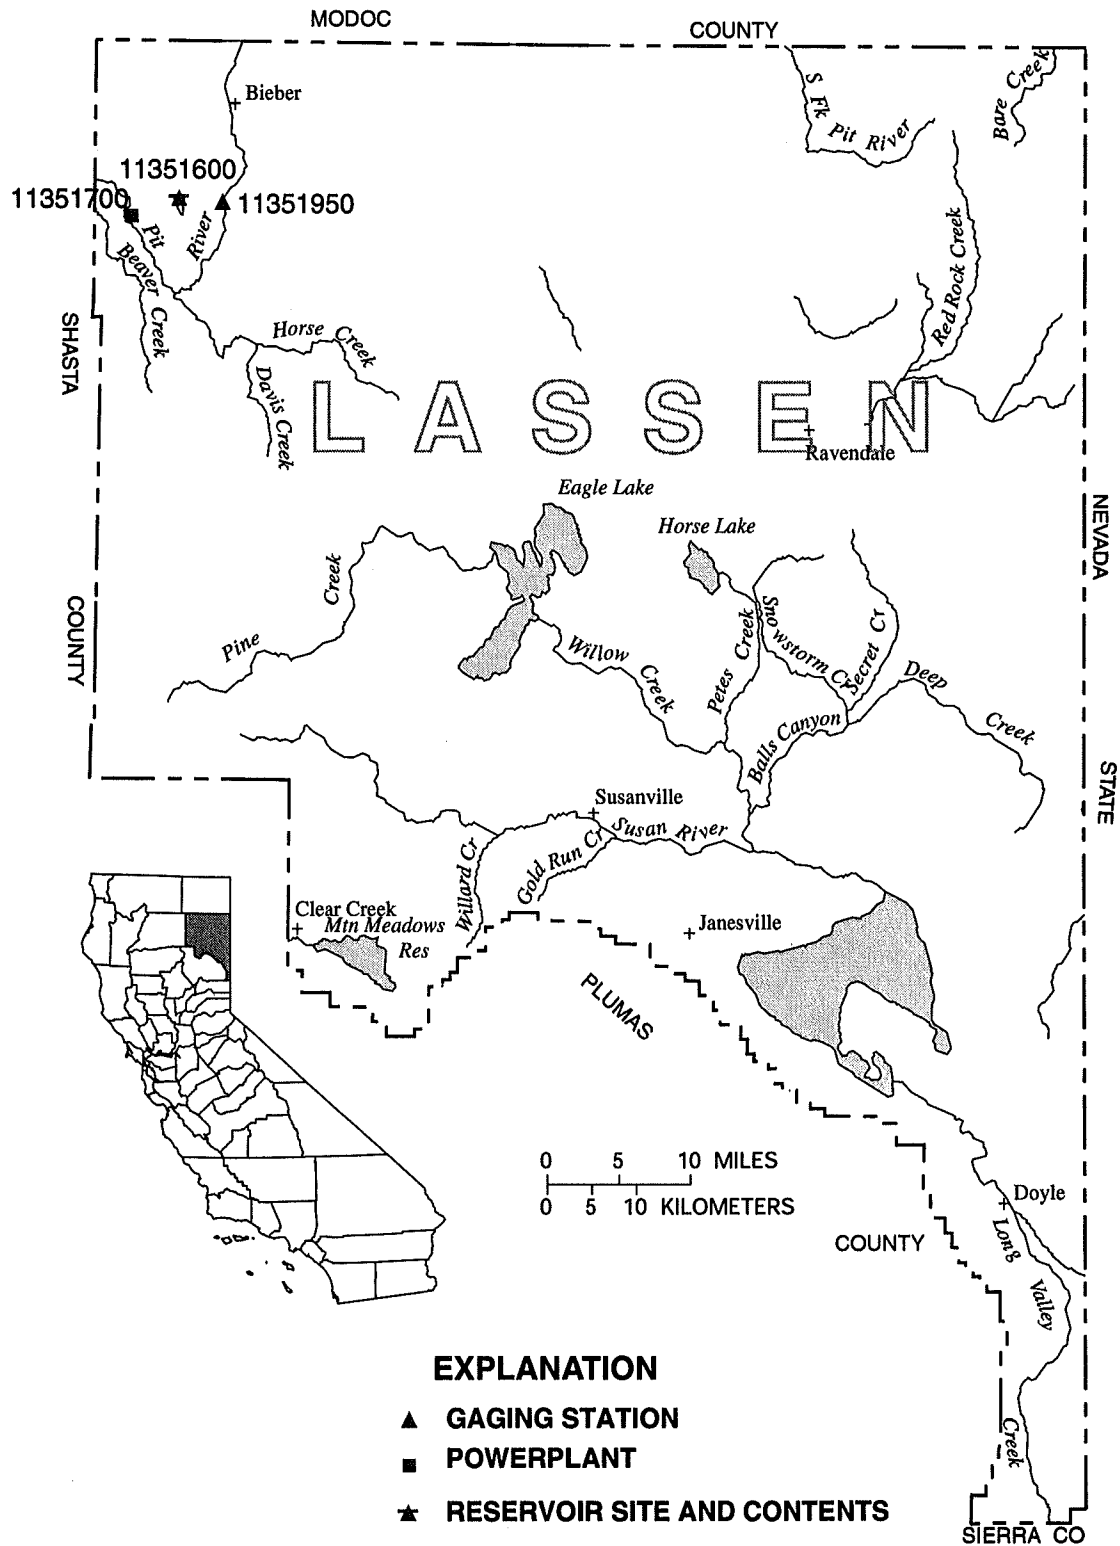 MODOC
COUNTY
Bieber
S Fk Pit River
Bare Creek
11351600
11351700
11351950
Pit
River
Beaver Creek
Red Rock Creek
SHASTA
Horse Creek
Davis Creek
LASSEN
Ravendale
Eagle Lake
Horse Lake
NEVADA
Pine Creek
COUNTY
Willow Creek
Petes Creek
Snowstorm Cr
Secret Cr
Deep Creek
Balls Canyon
STATE
Susanville
Susan River
Gold Run Cr
Willard Cr
Clear Creek
Mtn Meadows
Res
Janesville
PLUMAS
0 5 10 MILES
0 5 10 KILOMETERS
Doyle
COUNTY
Long Valley Creek
EXPLANATION
GAGING STATION
POWERPLANT
RESERVOIR SITE AND CONTENTS
SIERRA CO